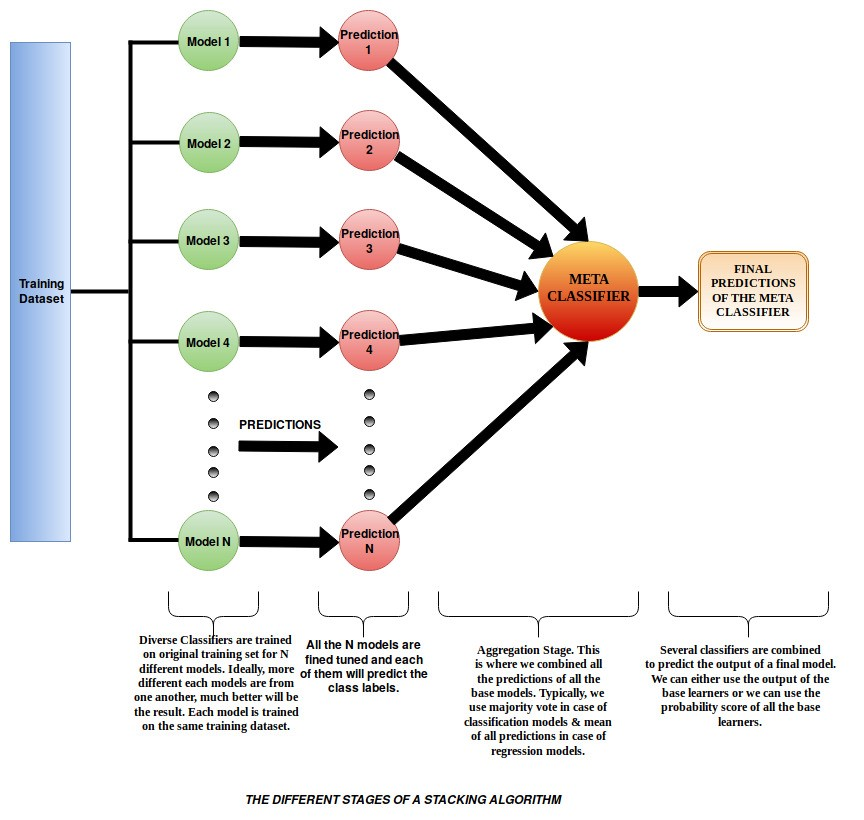 Model 1
Prediction
1
Model 2
Prediction
2
Model 3
Prediction
3
Training
Dataset
META
CLASSIFIER
FINAL
PREDICTIONS
OF THE META
CLASSIFIER
Model 4
Prediction
4
PREDICTIONS
Model N
Prediction
N
Diverse Classifiers are trained
on original training set for N
different models. Ideally, more
different each models are from
one another, much better will be
the result. Each model is trained
on the same training dataset.
All the N models are
fined tuned and each
of them will predict the
class labels.
Aggregation Stage. This
is where we combined all
the predictions of all the
base models. Typically, we
use majority vote in case of
classification models & mean
of all predictions in case of
regression models.
Several classifiers are combined
to predict the output of a final model.
We can either use the output of the
base learners or we can use the
probability score of all the base
learners.
THE DIFFERENT STAGES OF A STACKING ALGORITHM